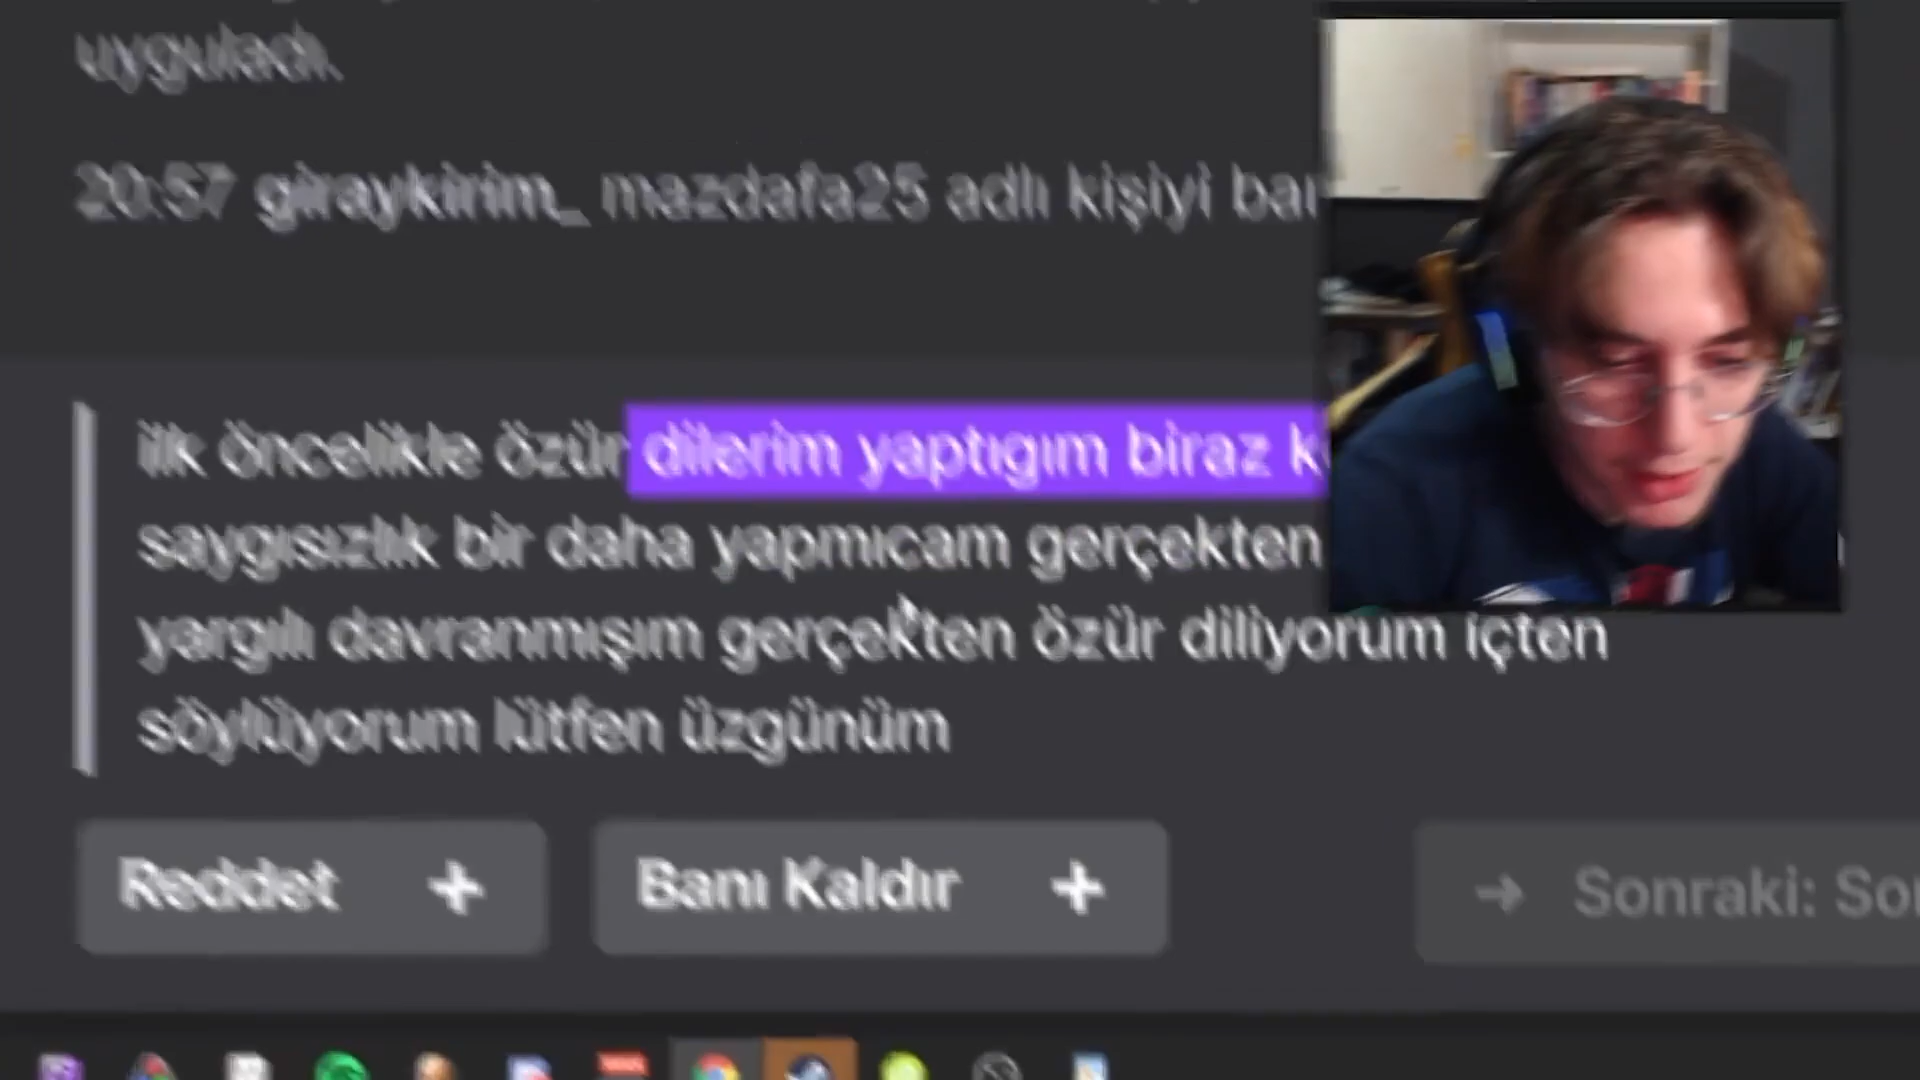 uyguladı.
20:57 giraykirim_ mazdafa25 adlı kişiyi
ilk öncelikle özür dilerim yaptıgım biraz
saygısızlık bir daha yapmıcam gerçekten
yargılı davranmışım gerçekten özür diliyorum içten
söylüyorum lütfen üzgünüm
Reddet +
Banı Kaldır +
→ Sonraki: